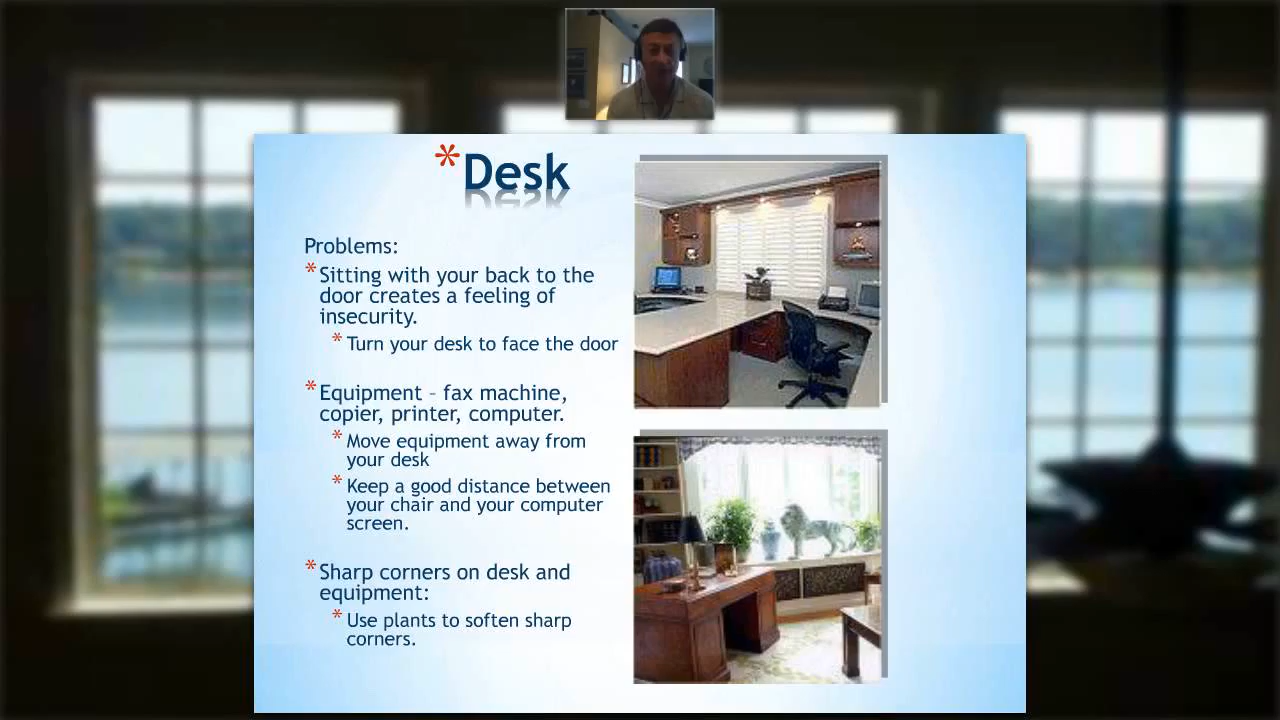 *Desk
Problems:
*Sitting with your back to the
door creates a feeling of
insecurity.
*Turn your desk to face the door
*Equipment – fax machine,
copier, printer, computer.
*Move equipment away from
your desk
*Keep a good distance between
your chair and your computer
screen.
*Sharp corners on desk and
equipment:
*Use plants to soften sharp
corners.